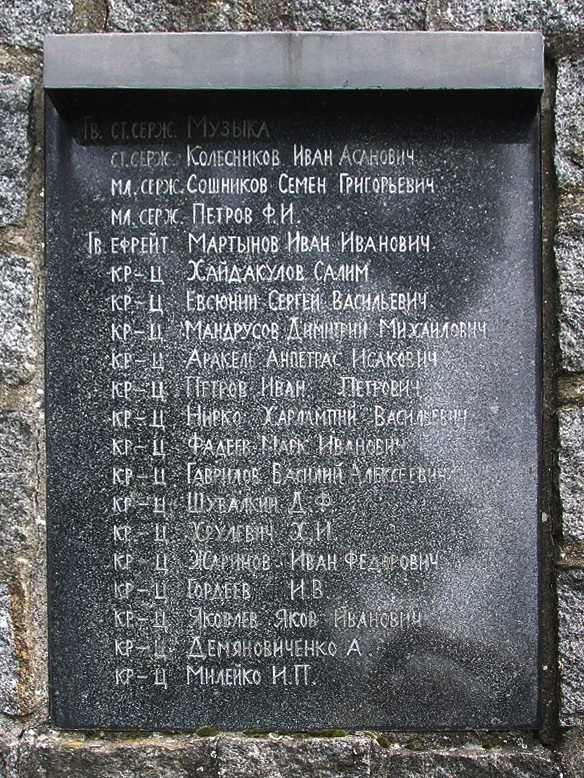 Гв. ст. серж. Музыка
ст. серж. Колесников Иван Асанович
мл. серж. Сошников Семен Григорьевич
мл. серж. Петров Ф.И.
Гв. ефрейт. Мартынов Иван Иванович
кр-ц Хайдакулов Салим
кр-ц Евсюнин Сергей Васильевич
кр-ц Мандрусов Димитрий Михайлович
кр-ц Исакович
кр-ц Петров Иван Петрович
кр-ц Нирко Харлампий Васильевич
кр-ц Фадеев Марк Иванович
кр-ц Гаврилов Василий Алексеевич
кр-ц Шувалкин Д.Ф.
кр-ц Хрулевич Х.И.
кр-ц Жаринов Иван Федорович
кр-ц Гордеев И.В.
кр-ц Яковлев Яков Иванович
кр-ц Демяновиченко А.
кр-ц Милейко И.П.